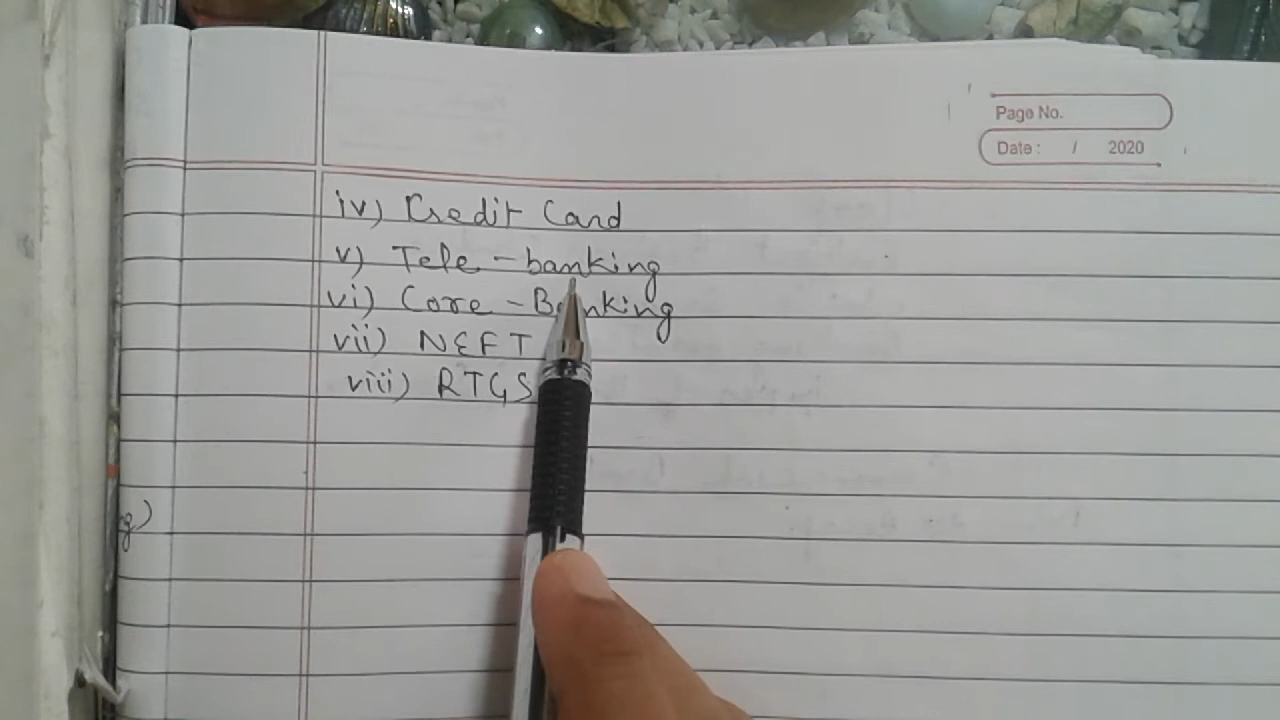 Page No.
Date : / 2020
iv) Credit Card
v) Tele - banking
vi) Core - Banking
vii) NEFT
viii) RTGS
g)